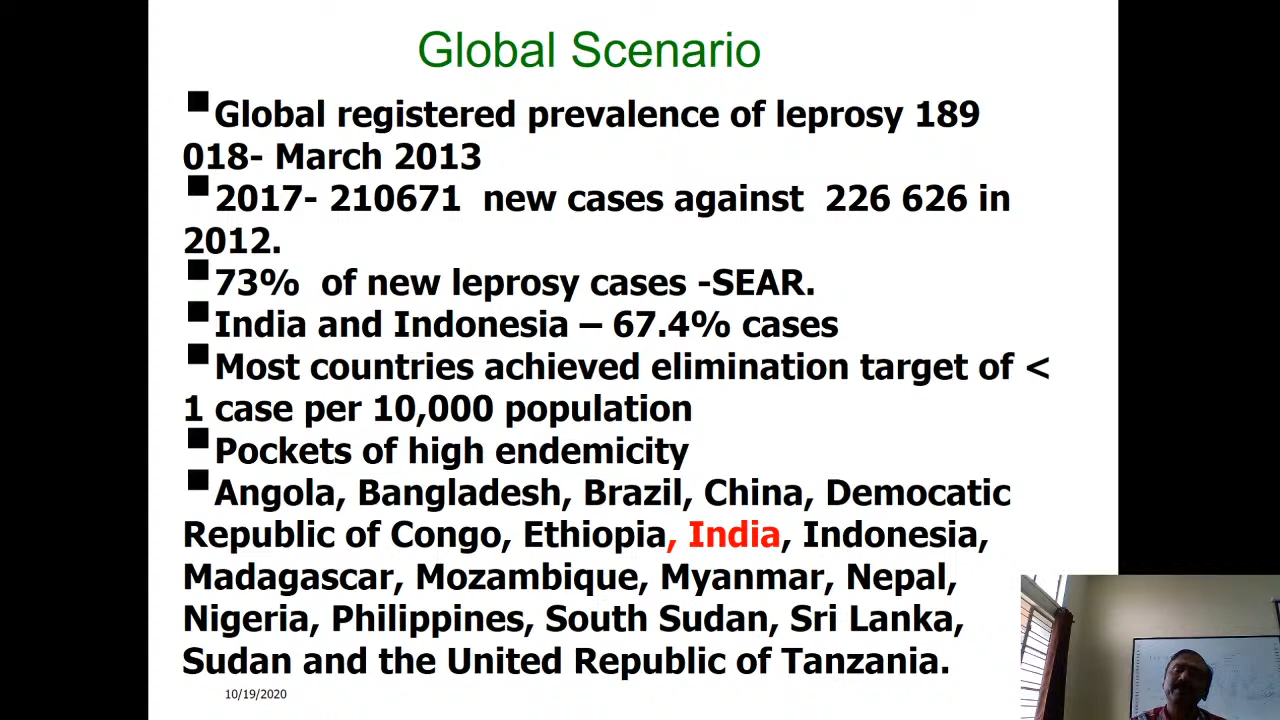 Global Scenario
Global registered prevalence of leprosy 189
018- March 2013
2017- 210671 new cases against 226 626 in
2012.
73% of new leprosy cases -SEAR.
India and Indonesia – 67.4% cases
Most countries achieved elimination target of <
1 case per 10,000 population
Pockets of high endemicity
Angola, Bangladesh, Brazil, China, Democatic
Republic of Congo, Ethiopia, India, Indonesia,
Madagascar, Mozambique, Myanmar, Nepal,
Nigeria, Philippines, South Sudan, Sri Lanka,
Sudan and the United Republic of Tanzania.
10/19/2020